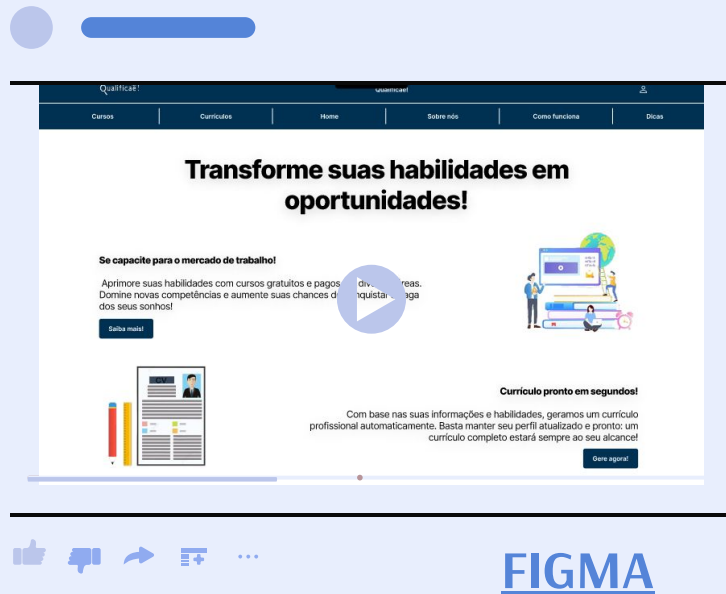 Qualificaê!
Qualificaê!
Cursos
Currículos
Home
Sobre nós
Como funciona
Dicas
Transforme suas habilidades em
oportunidades!
Se capacite para o mercado de trabalho!
Aprimore suas habilidades com cursos gratuitos e pagos
Domine novas competências e aumente suas chances
dos seus sonhos!
Saiba mais!
CV
Currículo pronto em segundos!
Com base nas suas informações e habilidades, geramos um currículo
profissional automaticamente. Basta manter seu perfil atualizado e pronto: um
currículo completo estará sempre ao seu alcance!
Gere agora!
FIGMA